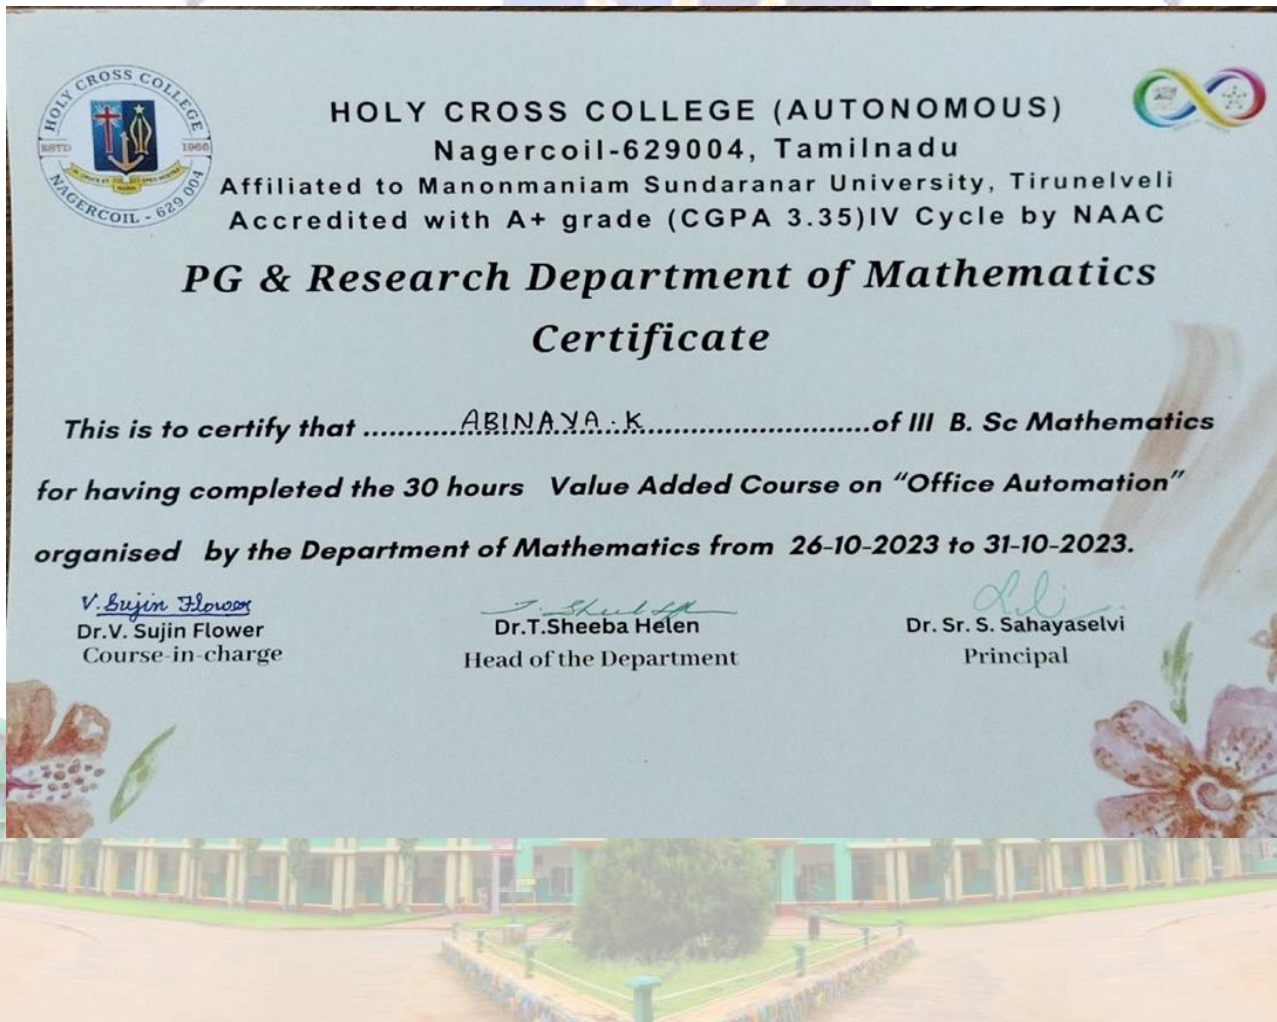 HOLY CROSS COLLEGE
ESTD 1966
NAGERCOIL - 629 004
HOLY CROSS COLLEGE (AUTONOMOUS)
Nagercoil-629004, Tamilnadu
Affiliated to Manonmaniam Sundaranar University, Tirunelveli
Accredited with A+ grade (CGPA 3.35)IV Cycle by NAAC
PG & Research Department of Mathematics
Certificate
This is to certify that ..........ABINAYA.K..............................of III B. Sc Mathematics
for having completed the 30 hours Value Added Course on “Office Automation”
organised by the Department of Mathematics from 26-10-2023 to 31-10-2023.
V. Sujin Flower
Dr.V. Sujin Flower
Course-in-charge
Dr.T.Sheeba Helen
Head of the Department
Dr. Sr. S. Sahayaselvi
Principal